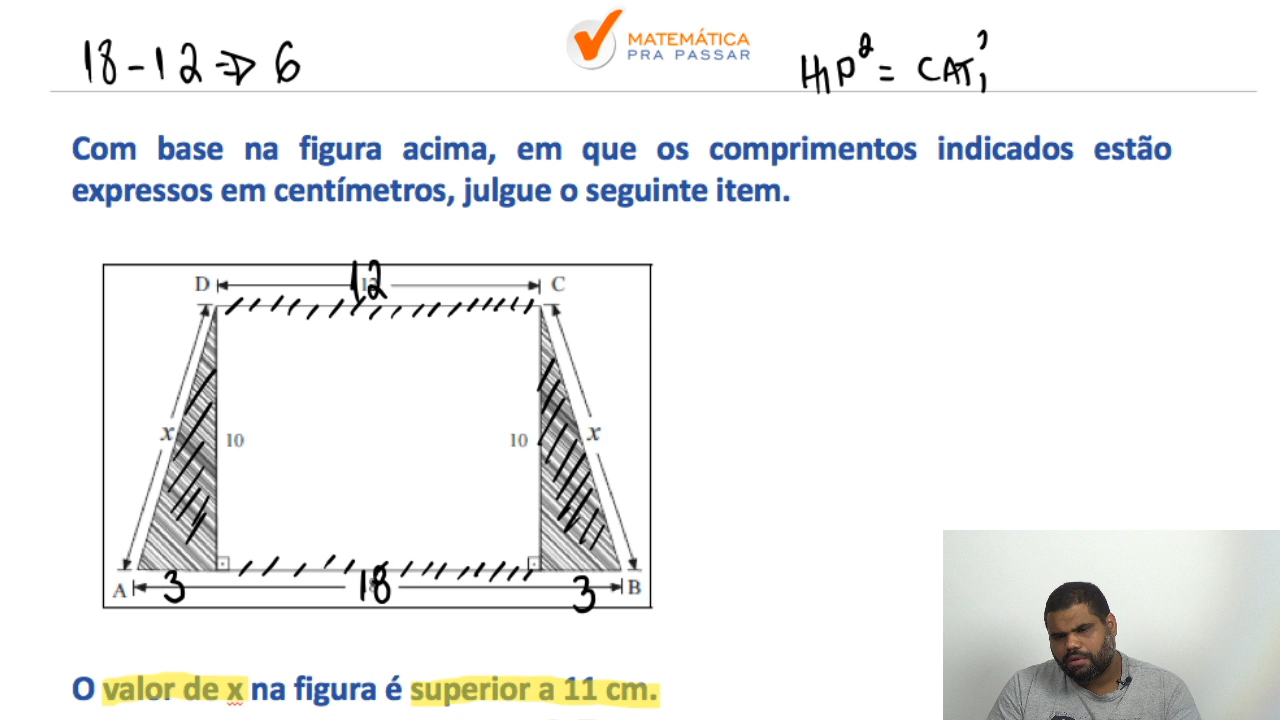 18-12⇒6
MATEMÁTICA
PRA PASSAR
HIP² = CAT₁²
Com base na figura acima, em que os comprimentos indicados estão
expressos em centímetros, julgue o seguinte item.
D 12 C
x 10 10 x
A 3 18 3 B
O valor de x na figura é superior a 11 cm.